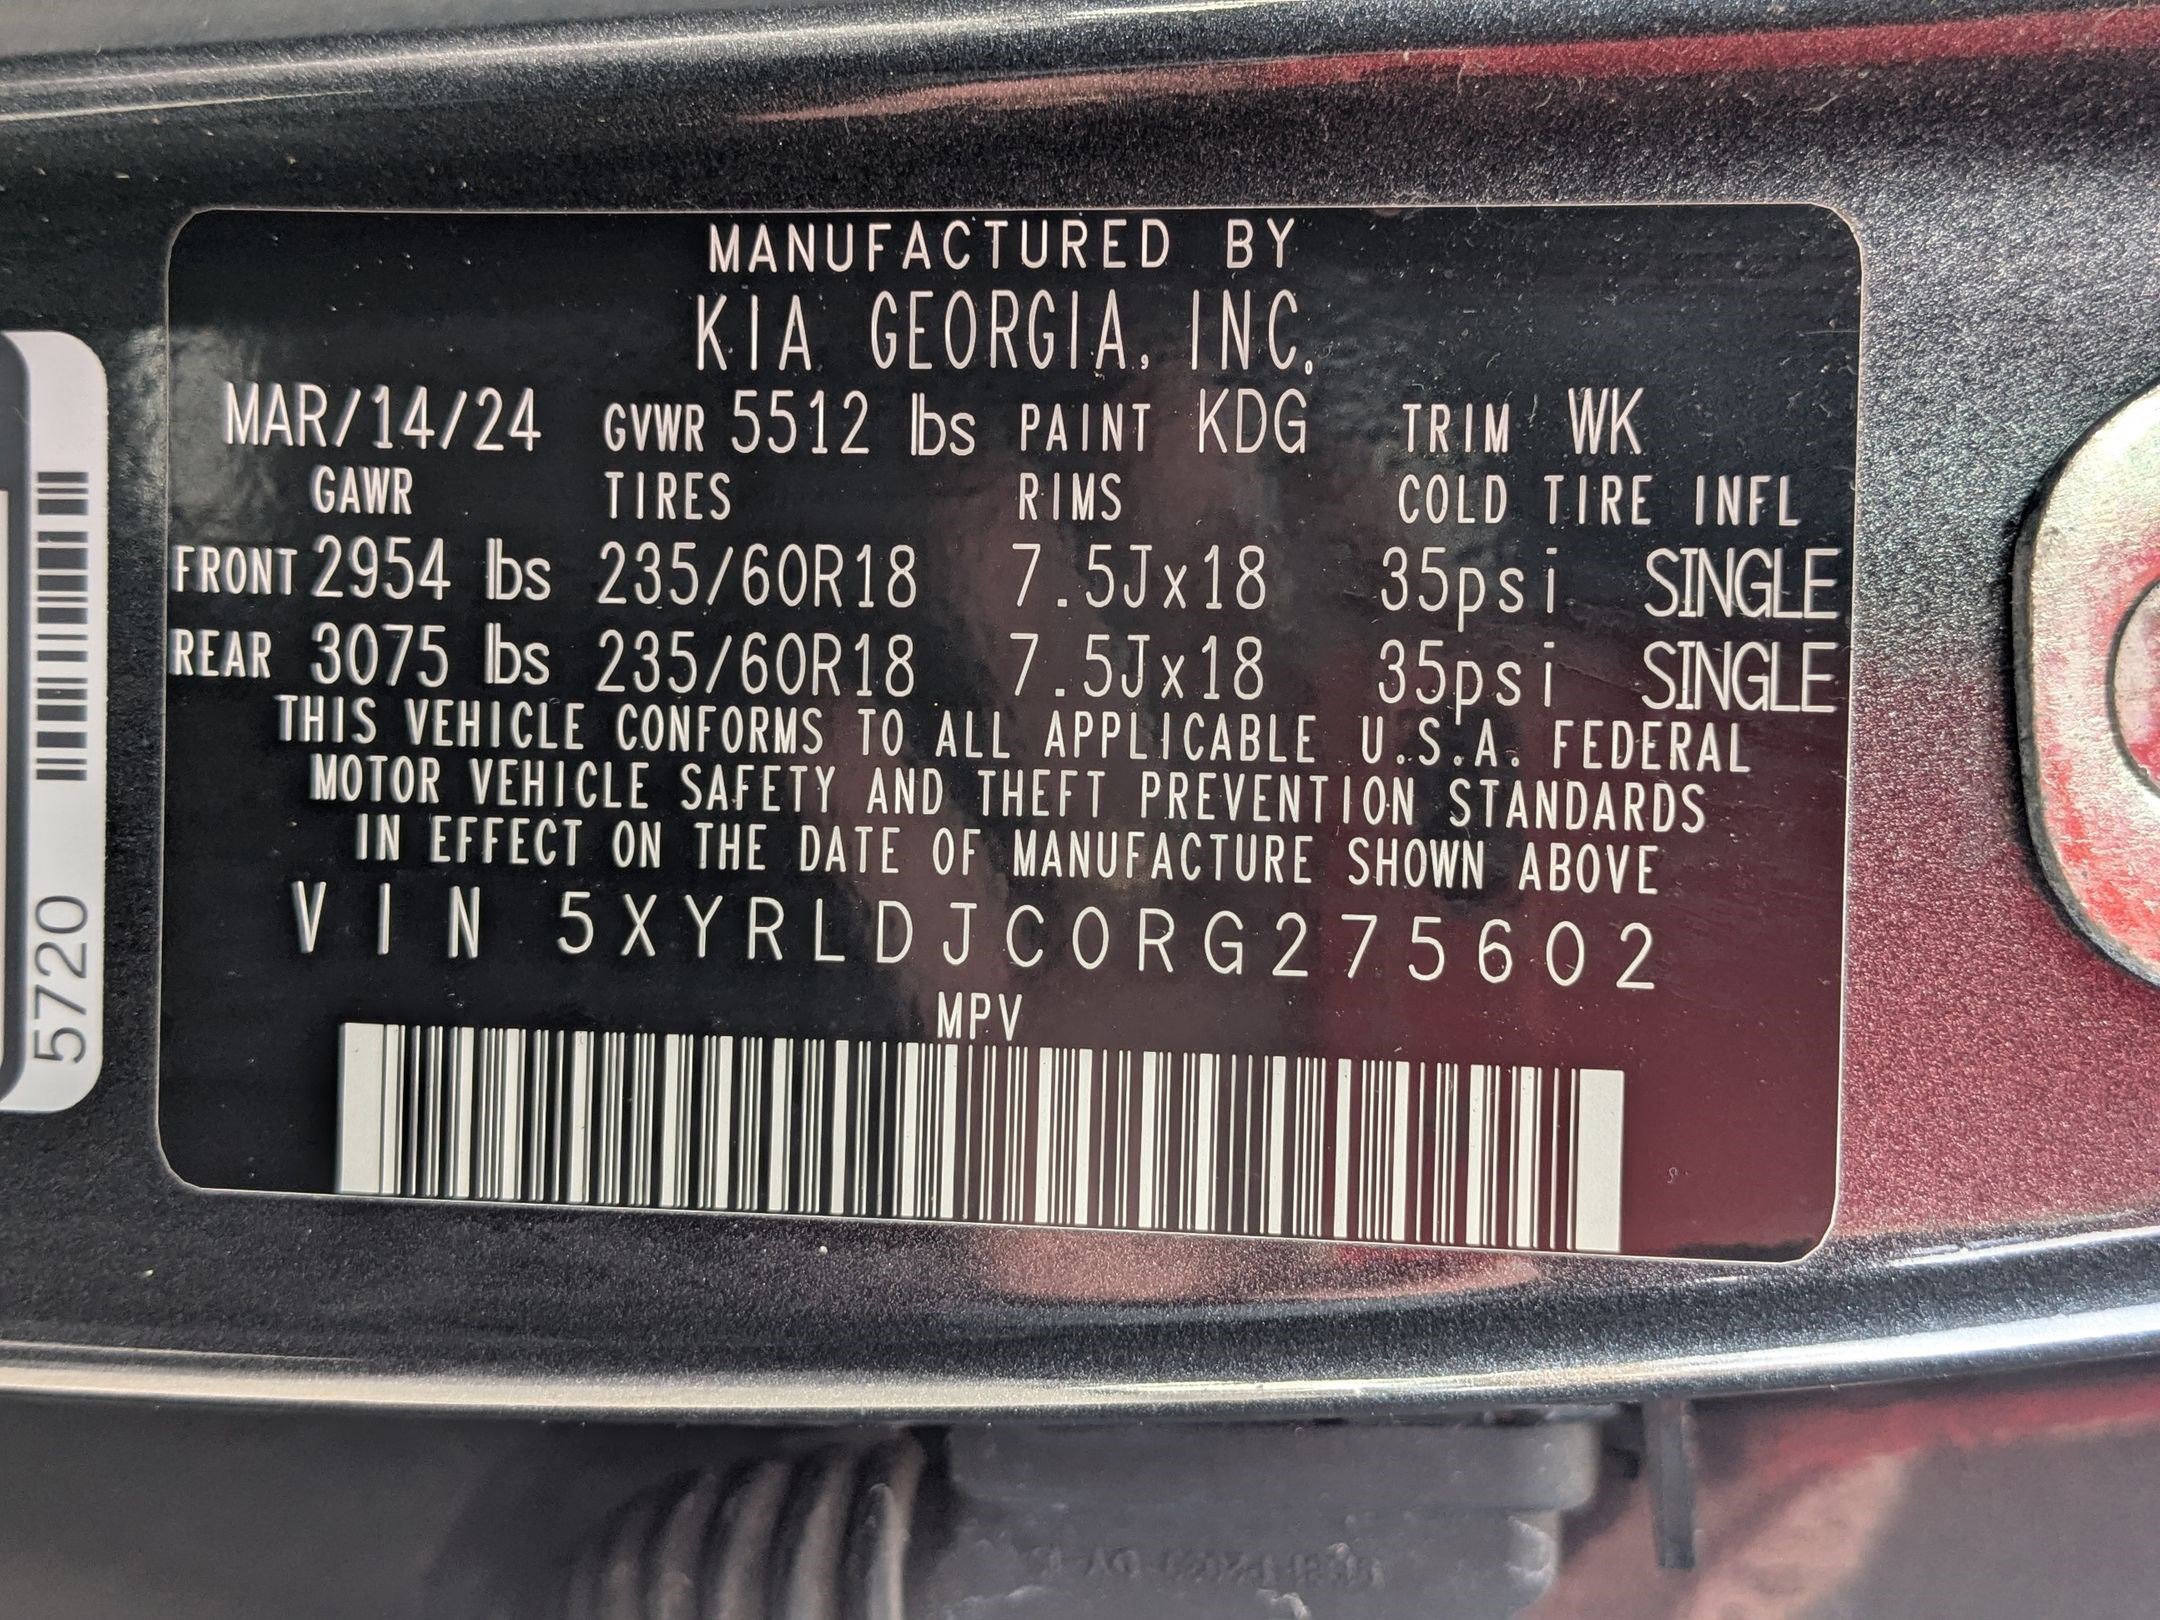 MANUFACTURED BY
KIA GEORGIA, INC.
MAR/14/24 GVWR 5512 lbs PAINT KDG TRIM WK
GAWR TIRES RIMS COLD TIRE INFL
FRONT 2954 lbs 235/60R18 7.5Jx18 35psi SINGLE
REAR 3075 lbs 235/60R18 7.5Jx18 35psi SINGLE
THIS VEHICLE CONFORMS TO ALL APPLICABLE U.S.A. FEDERAL
MOTOR VEHICLE SAFETY AND THEFT PREVENTION STANDARDS
IN EFFECT ON THE DATE OF MANUFACTURE SHOWN ABOVE
VIN 5XYRLDJC0RG275602
MPV
5720